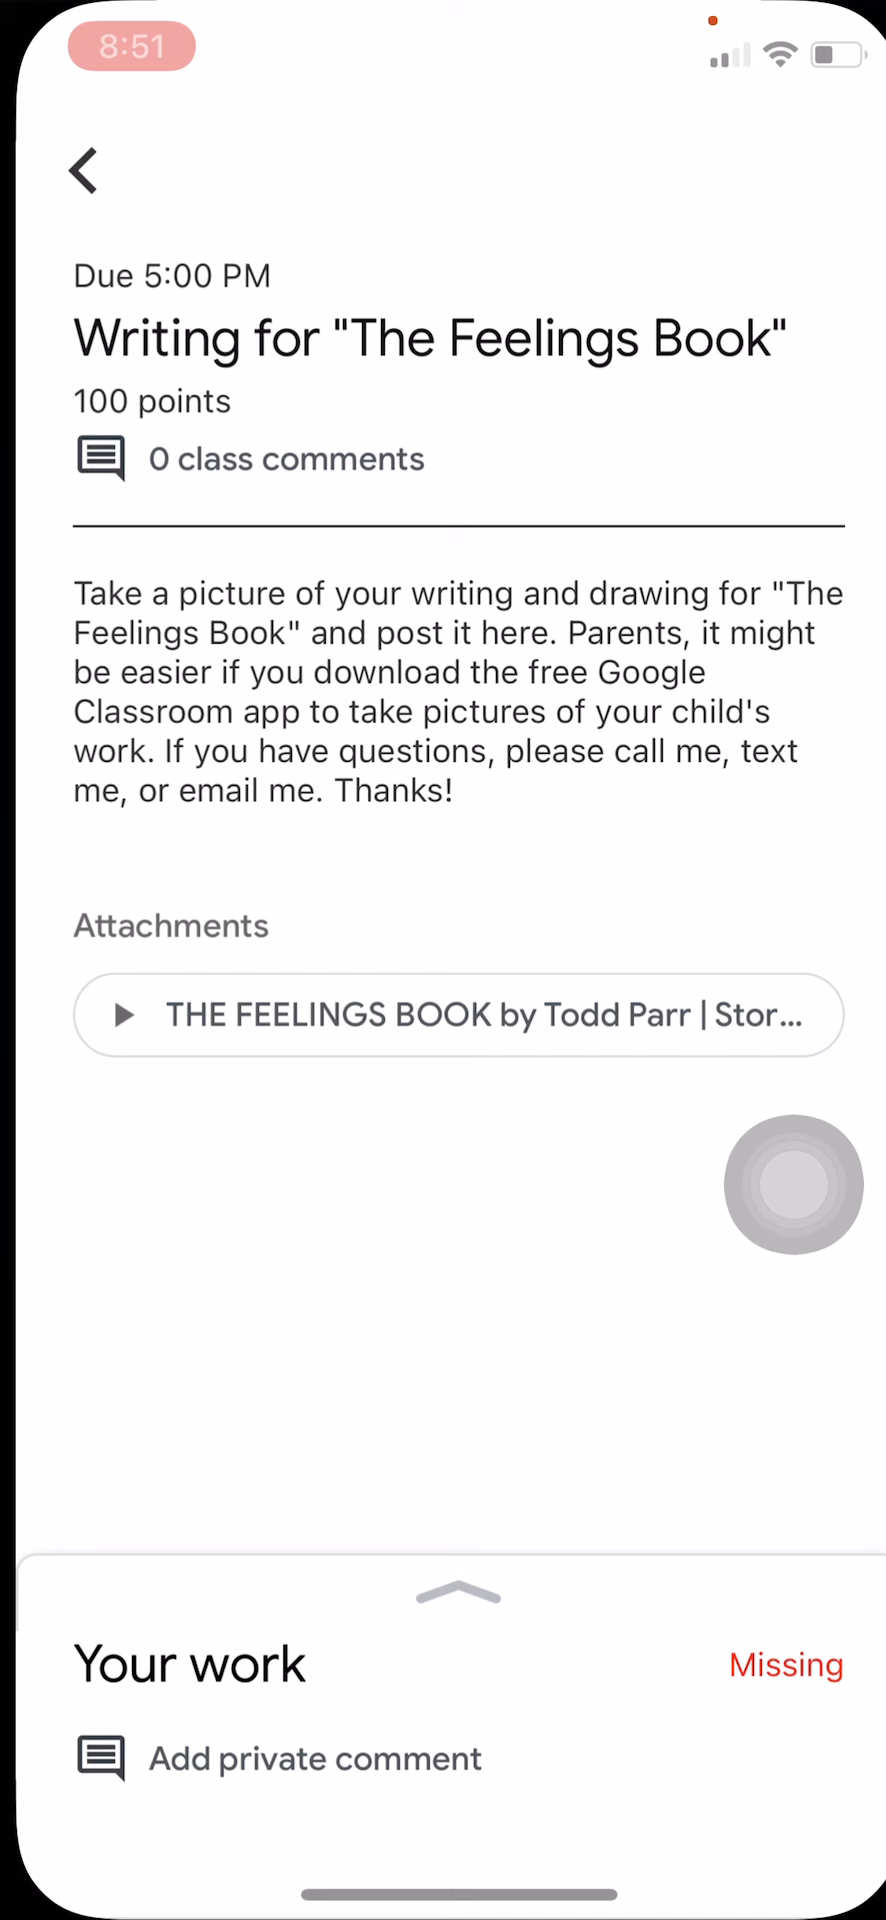 8:51
Due 5:00 PM
Writing for "The Feelings Book"
100 points
0 class comments
Take a picture of your writing and drawing for "The
Feelings Book" and post it here. Parents, it might
be easier if you download the free Google
Classroom app to take pictures of your child's
work. If you have questions, please call me, text
me, or email me. Thanks!
Attachments
THE FEELINGS BOOK by Todd Parr | Stor...
Your work
Missing
Add private comment